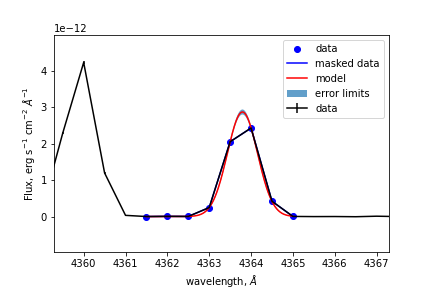 1e−12
data
masked data
model
error limits
data
4
3
2
1
0
Flux, erg s⁻¹ cm⁻² Å⁻¹
4360 4361 4362 4363 4364 4365 4366 4367
wavelength, Å